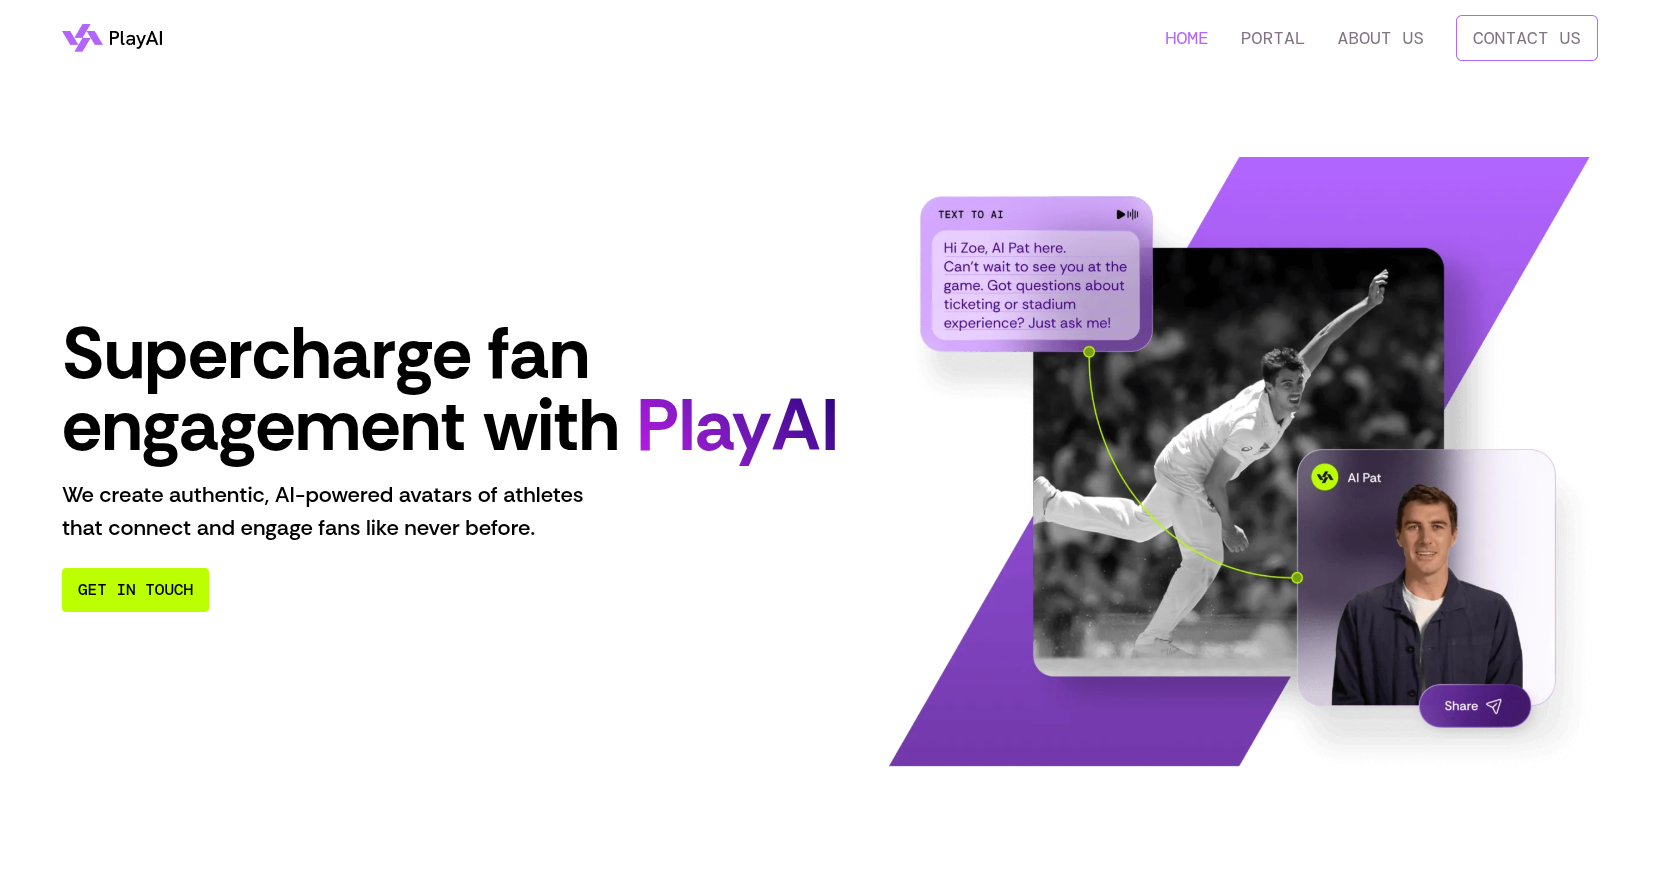 PlayAI
HOME
PORTAL
ABOUT US
CONTACT US
Supercharge fan
engagement with PlayAI
We create authentic, AI-powered avatars of athletes
that connect and engage fans like never before.
GET IN TOUCH
TEXT TO AI
Hi Zoe, AI Pat here.
Can't wait to see you at the
game. Got questions about
ticketing or stadium
experience? Just ask me!
AI Pat
Share